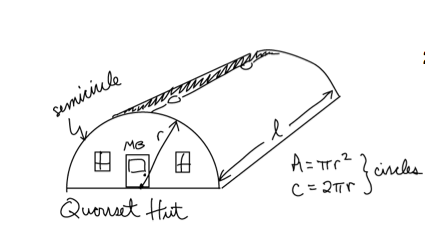 semicircle
MB
r
l
A = πr²
C = 2πr } circles
Quonset Hut